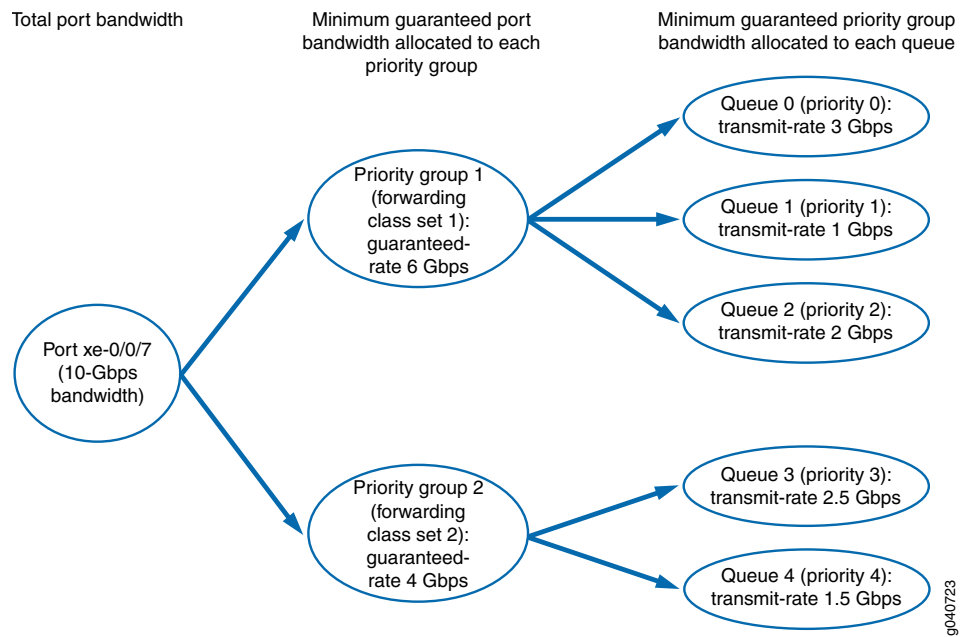 Total port bandwidth
Minimum guaranteed port
bandwidth allocated to each
priority group
Minimum guaranteed priority group
bandwidth allocated to each queue
Port xe-0/0/7
(10-Gbps
bandwidth)
Priority group 1
(forwarding
class set 1):
guaranteed-
rate 6 Gbps
Queue 0 (priority 0):
transmit-rate 3 Gbps
Queue 1 (priority 1):
transmit-rate 1 Gbps
Queue 2 (priority 2):
transmit-rate 2 Gbps
Priority group 2
(forwarding
class set 2):
guaranteed-
rate 4 Gbps
Queue 3 (priority 3):
transmit-rate 2.5 Gbps
Queue 4 (priority 4):
transmit-rate 1.5 Gbps
g040723